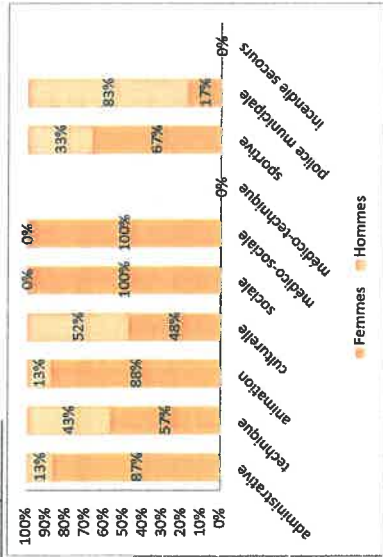 100%
90%
80%
70%
60%
50%
40%
30%
20%
10%
0%
13%
43%
13%
52%
0%
0%
33%
83%
87%
57%
88%
48%
100%
100%
0%
67%
17%
0%
administrative
technique
animation
culturelle
sociale
médico-sociale
médico-technique
sportive
police municipale
incendie secours
Femmes
Hommes